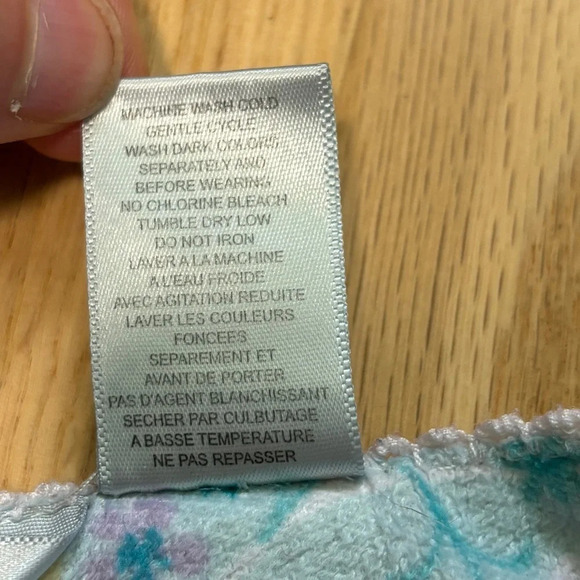 MACHINE WASH COLD
GENTLE CYCLE
WASH DARK COLORS
SEPARATELY AND
BEFORE WEARING
NO CHLORINE BLEACH
TUMBLE DRY LOW
DO NOT IRON
LAVER A LA MACHINE
A L'EAU FROIDE
AVEC AGITATION REDUITE
LAVER LES COULEURS
FONCEES
SEPAREMENT ET
AVANT DE PORTER
PAS D'AGENT BLANCHISSANT
SECHER PAR CULBUTAGE
A BASSE TEMPERATURE
NE PAS REPASSER